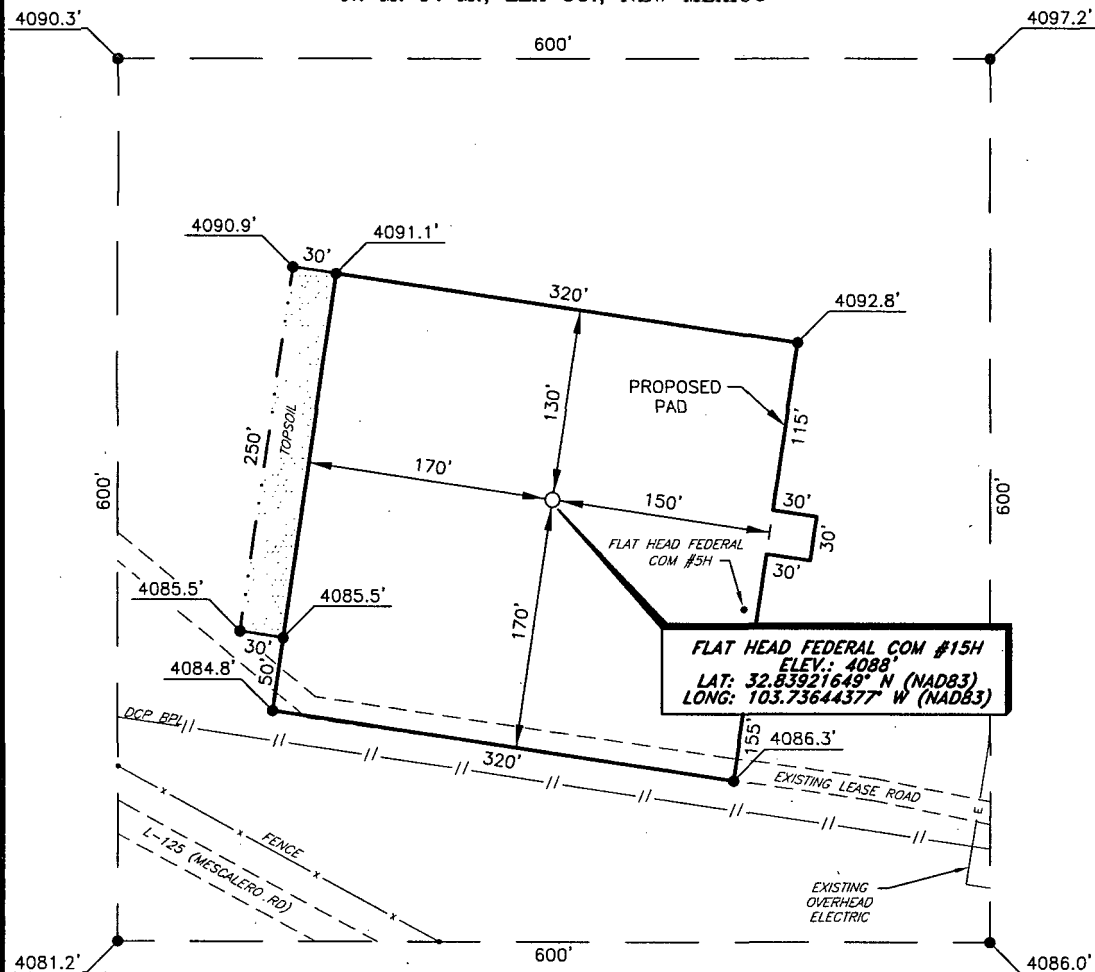 4090.3'
4097.2'
600'
4090.9'
30'
4091.1'
320'
4092.8'
PROPOSED
PAD
130'
115'
TOPSOIL
250'
170'
150'
30'
30'
30'
600'
600'
FLAT HEAD FEDERAL
COM #5H
4085.5'
4085.5'
30'
50'
170'
4084.8'
FLAT HEAD FEDERAL COM #15H
ELEV.: 4088'
LAT: 32.83921649° N (NAD83)
LONG: 103.73644377° W (NAD83)
DCP BPL
155'
4086.3'
320'
EXISTING LEASE ROAD
E
FENCE
L-125 (MESCALERO RD)
EXISTING
OVERHEAD
ELECTRIC
600'
4081.2'
4086.0'